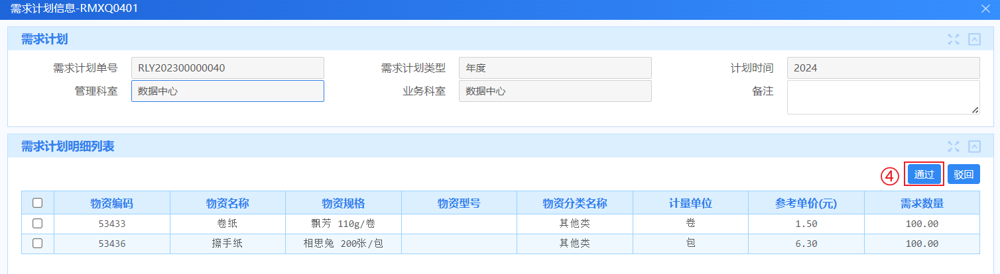 需求计划信息-RMXQ0401
需求计划
需求计划单号 RLY202300000040 需求计划类型 年度 计划时间 2024
管理科室 数据中心 业务科室 数据中心 备注
需求计划明细列表
④ 通过 驳回
物资编码 物资名称 物资规格 物资型号 物资分类名称 计量单位 参考单价(元) 需求数量
53433 卷纸 飘芳 110g/卷 其他类 卷 1.50 100.00
53436 擦手纸 相思兔 200张/包 其他类 包 6.30 100.00